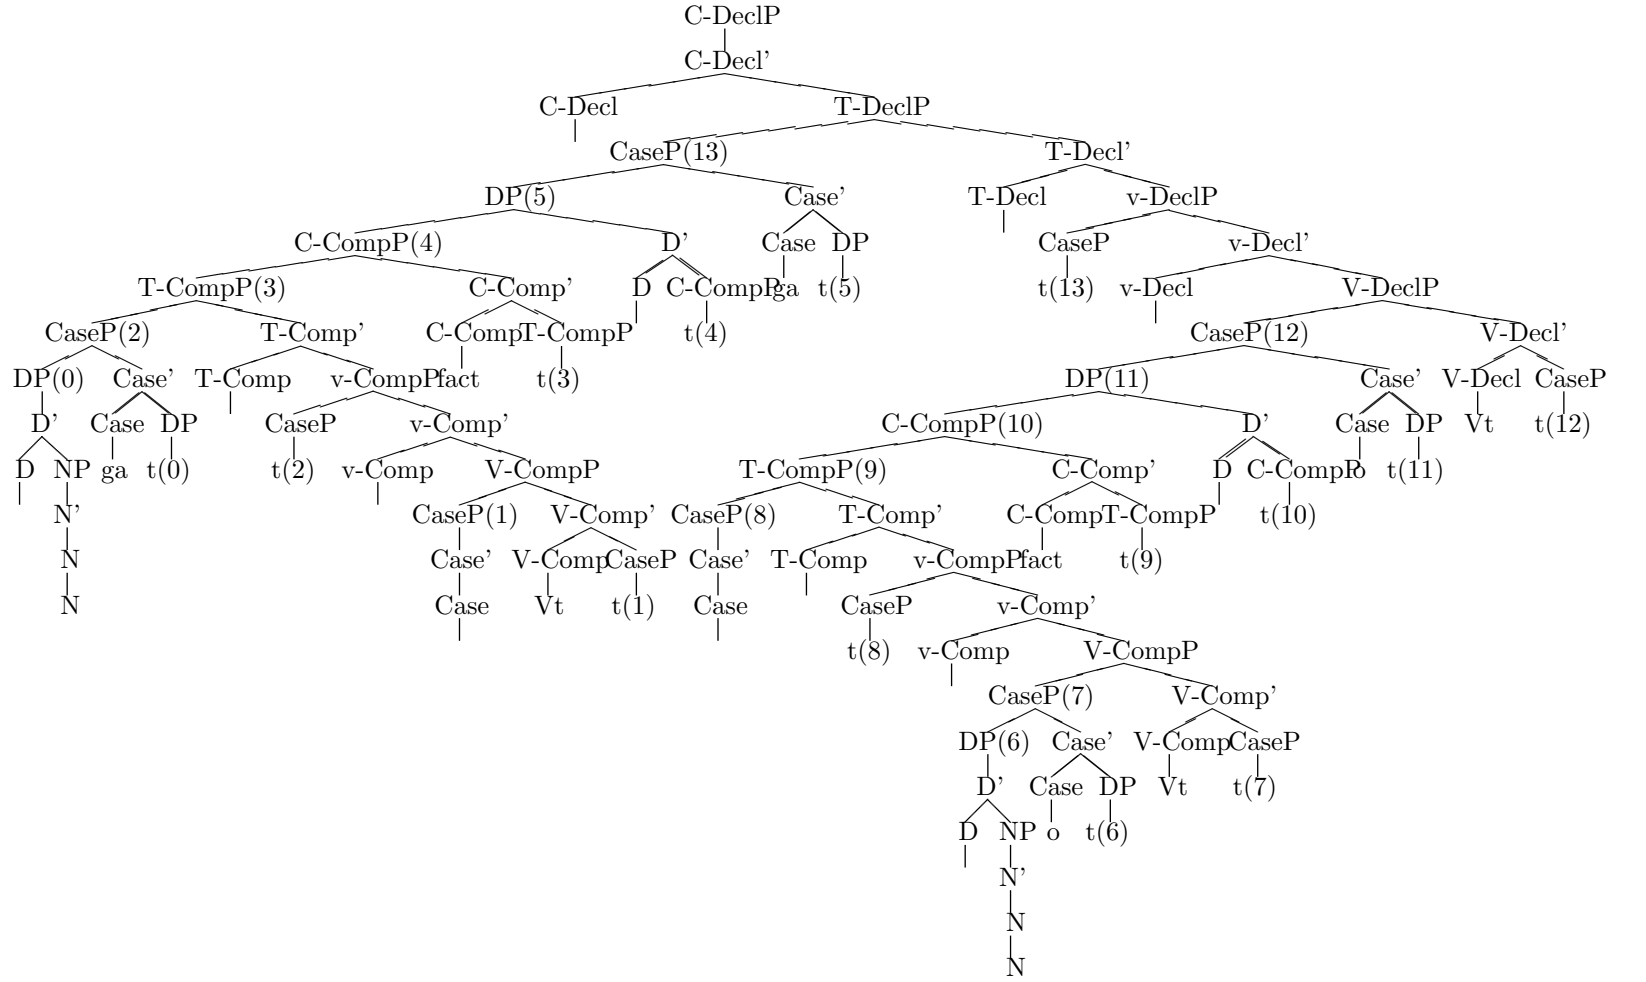 C-DeclP
C-Decl'
C-Decl T-DeclP
CaseP(13) T-Decl'
DP(5) Case' T-Decl v-DeclP
C-CompP(4) D' Case DP CaseP v-Decl'
T-CompP(3) C-Comp' D C-CompP ga t(5) t(13) v-Decl V-DeclP
CaseP(2) T-Comp' C-Comp T-CompP t(4) CaseP(12) V-Decl'
DP(0) Case' T-Comp v-CompP fact t(3) DP(11) Case' V-Decl CaseP
D' Case DP CaseP v-Comp' C-CompP(10) D' Case DP Vt t(12)
D NP ga t(0) t(2) v-Comp V-CompP T-CompP(9) C-Comp' D C-CompP o t(11)
N' CaseP(1) V-Comp' CaseP(8) T-Comp' C-Comp T-CompP t(10)
N Case' V-Comp CaseP Case' T-Comp v-CompP fact t(9)
N Case Vt t(1) Case CaseP v-Comp'
t(8) v-Comp V-CompP
CaseP(7) V-Comp'
DP(6) Case' V-Comp CaseP
D' Case DP Vt t(7)
D NP o t(6)
N'
N
N